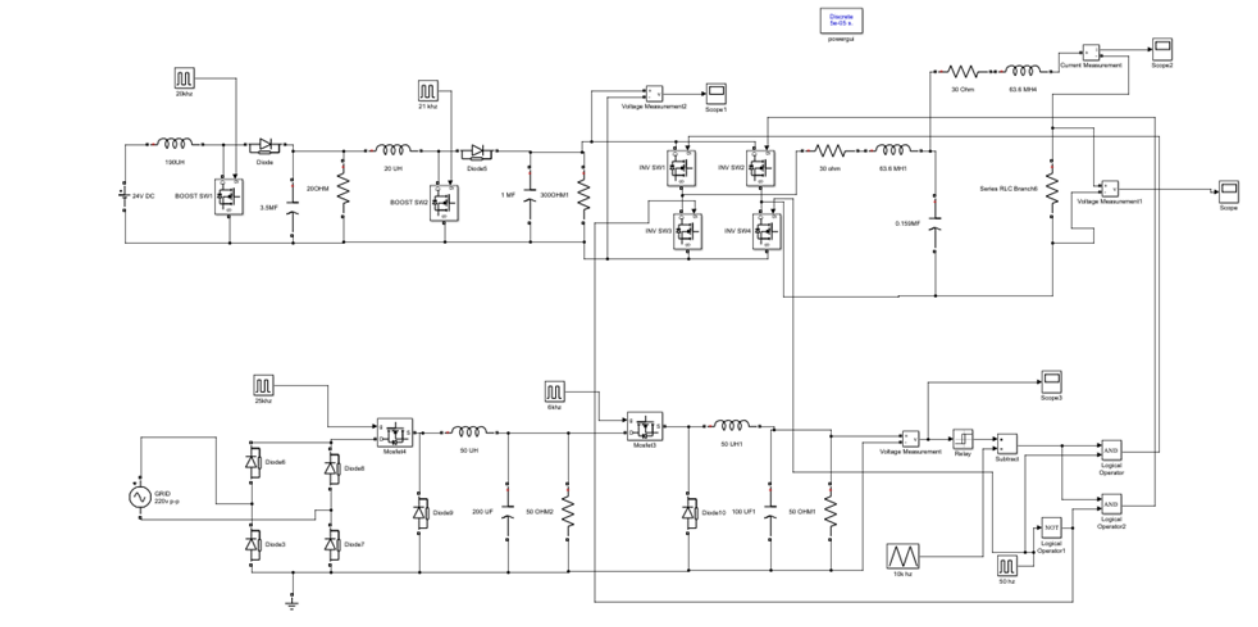 Discrete
5e-05 s.
powergui
20khz
21 khz
Voltage Measurement2
Scope1
Current Measurement
Scope2
30 Ohm
63.6 MH4
100UH
Diode
20 UH
Diode5
24V DC
BOOST SW1
3.5MF
20OHM
BOOST SW2
1 MF
300OHM1
INV SW1
INV SW2
INV SW3
INV SW4
30 ohm
63.6 MH1
0.159MF
Series RLC Branch6
Voltage Measurement1
Scope
25khz
6khz
Scope3
Mosfet4
50 UH
Mosfet3
50 UH1
Voltage Measurement
Relay
Subtract
AND
Logical
Operator
GRID
220v p-p
Diode6
Diode8
Diode9
200 UF
50 OHM2
Diode10
100 UF1
50 OHM1
AND
Logical
Operator2
NOT
Logical
Operator1
Diode3
Diode7
10k hz
50 hz